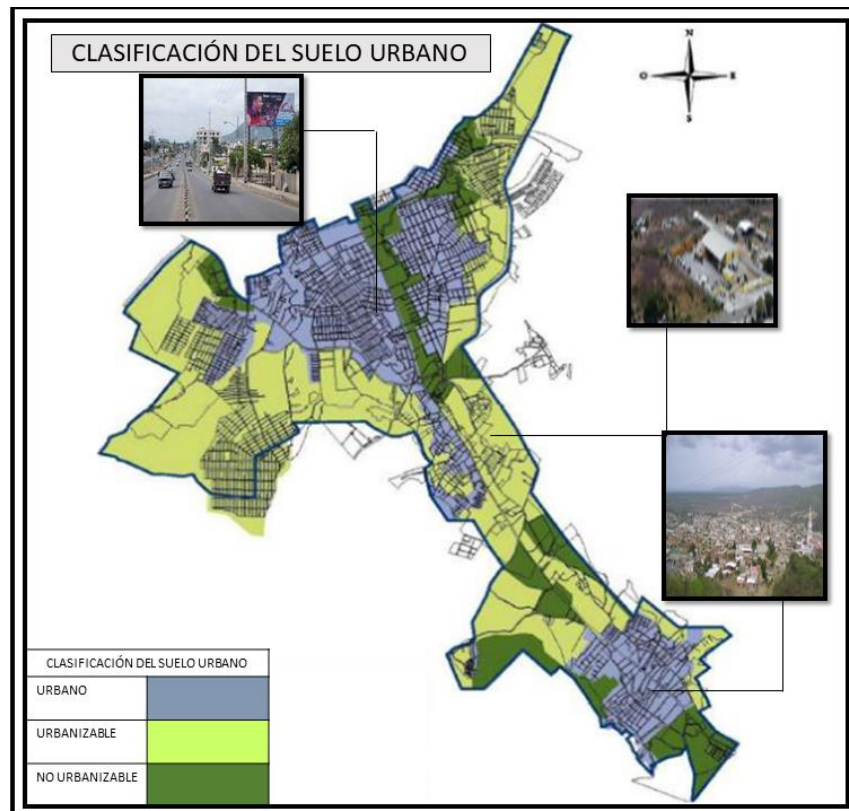 CLASIFICACIÓN DEL SUELO URBANO
N
O
E
S
CLASIFICACIÓN DEL SUELO URBANO
URBANO
URBANIZABLE
NO URBANIZABLE